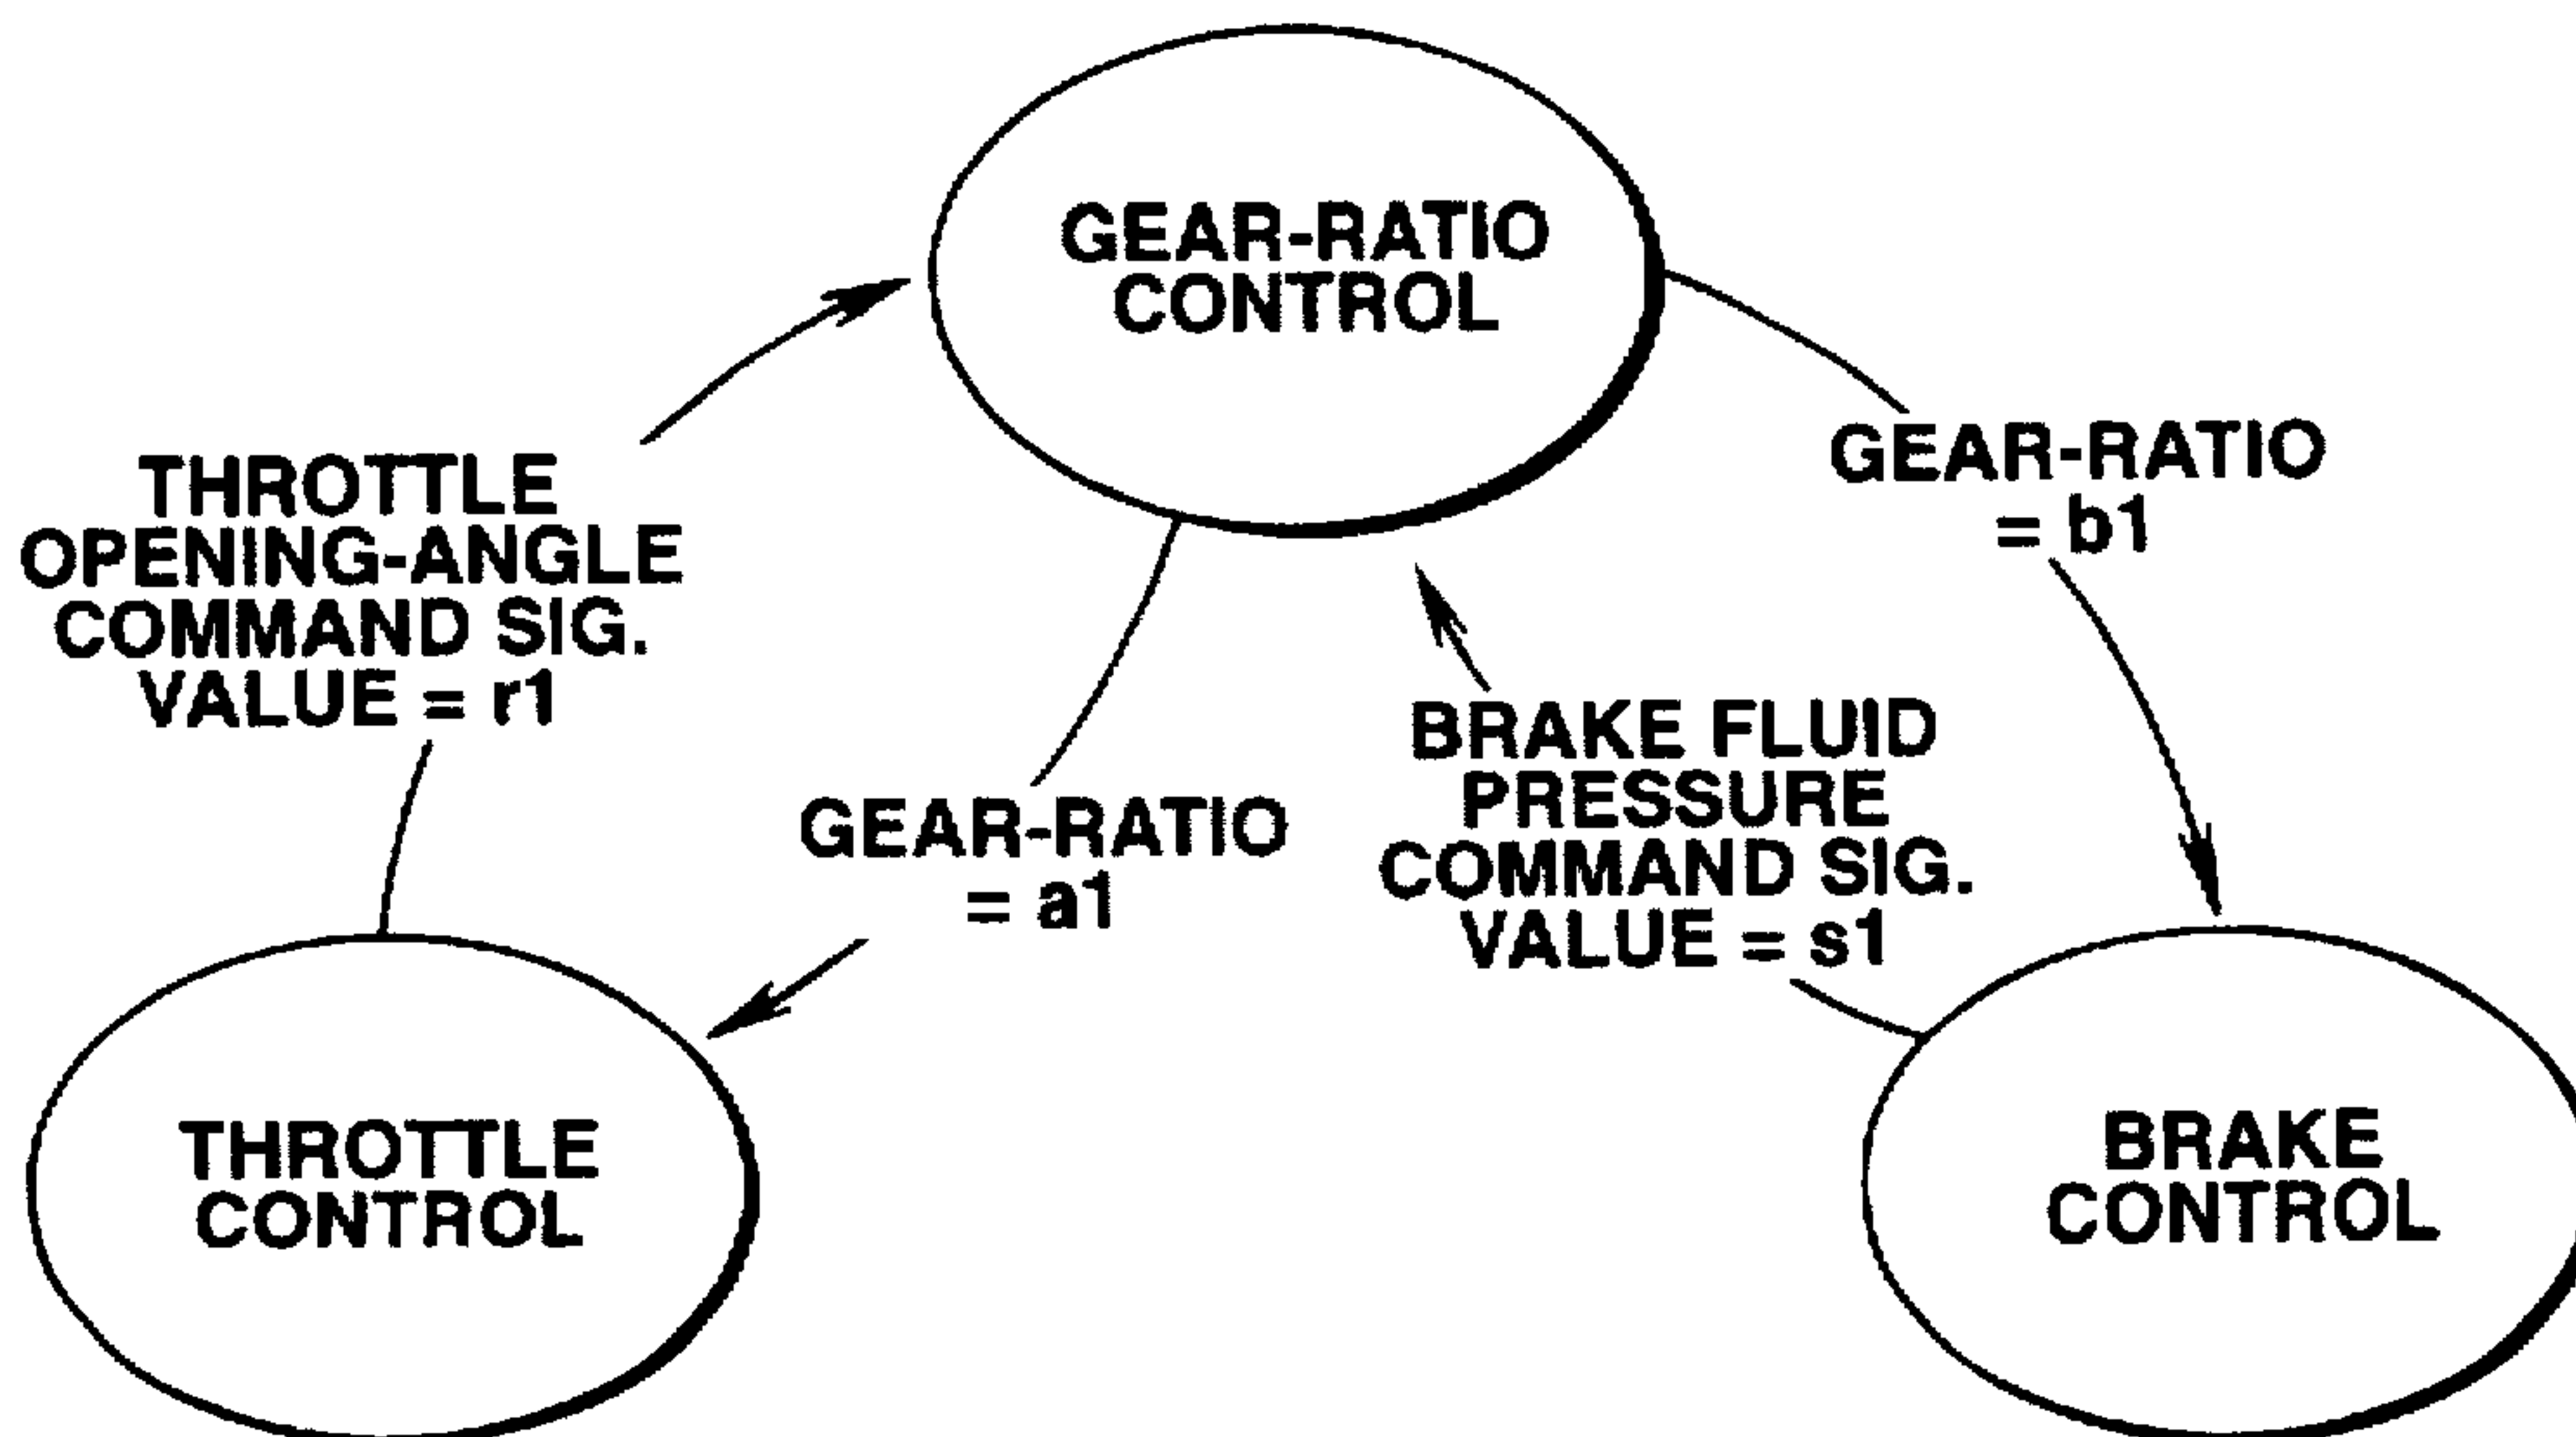 GEAR-RATIO
CONTROL
THROTTLE
OPENING-ANGLE
COMMAND SIG.
VALUE = r1
GEAR-RATIO
= a1
BRAKE FLUID
PRESSURE
COMMAND SIG.
VALUE = s1
GEAR-RATIO
= b1
THROTTLE
CONTROL
BRAKE
CONTROL